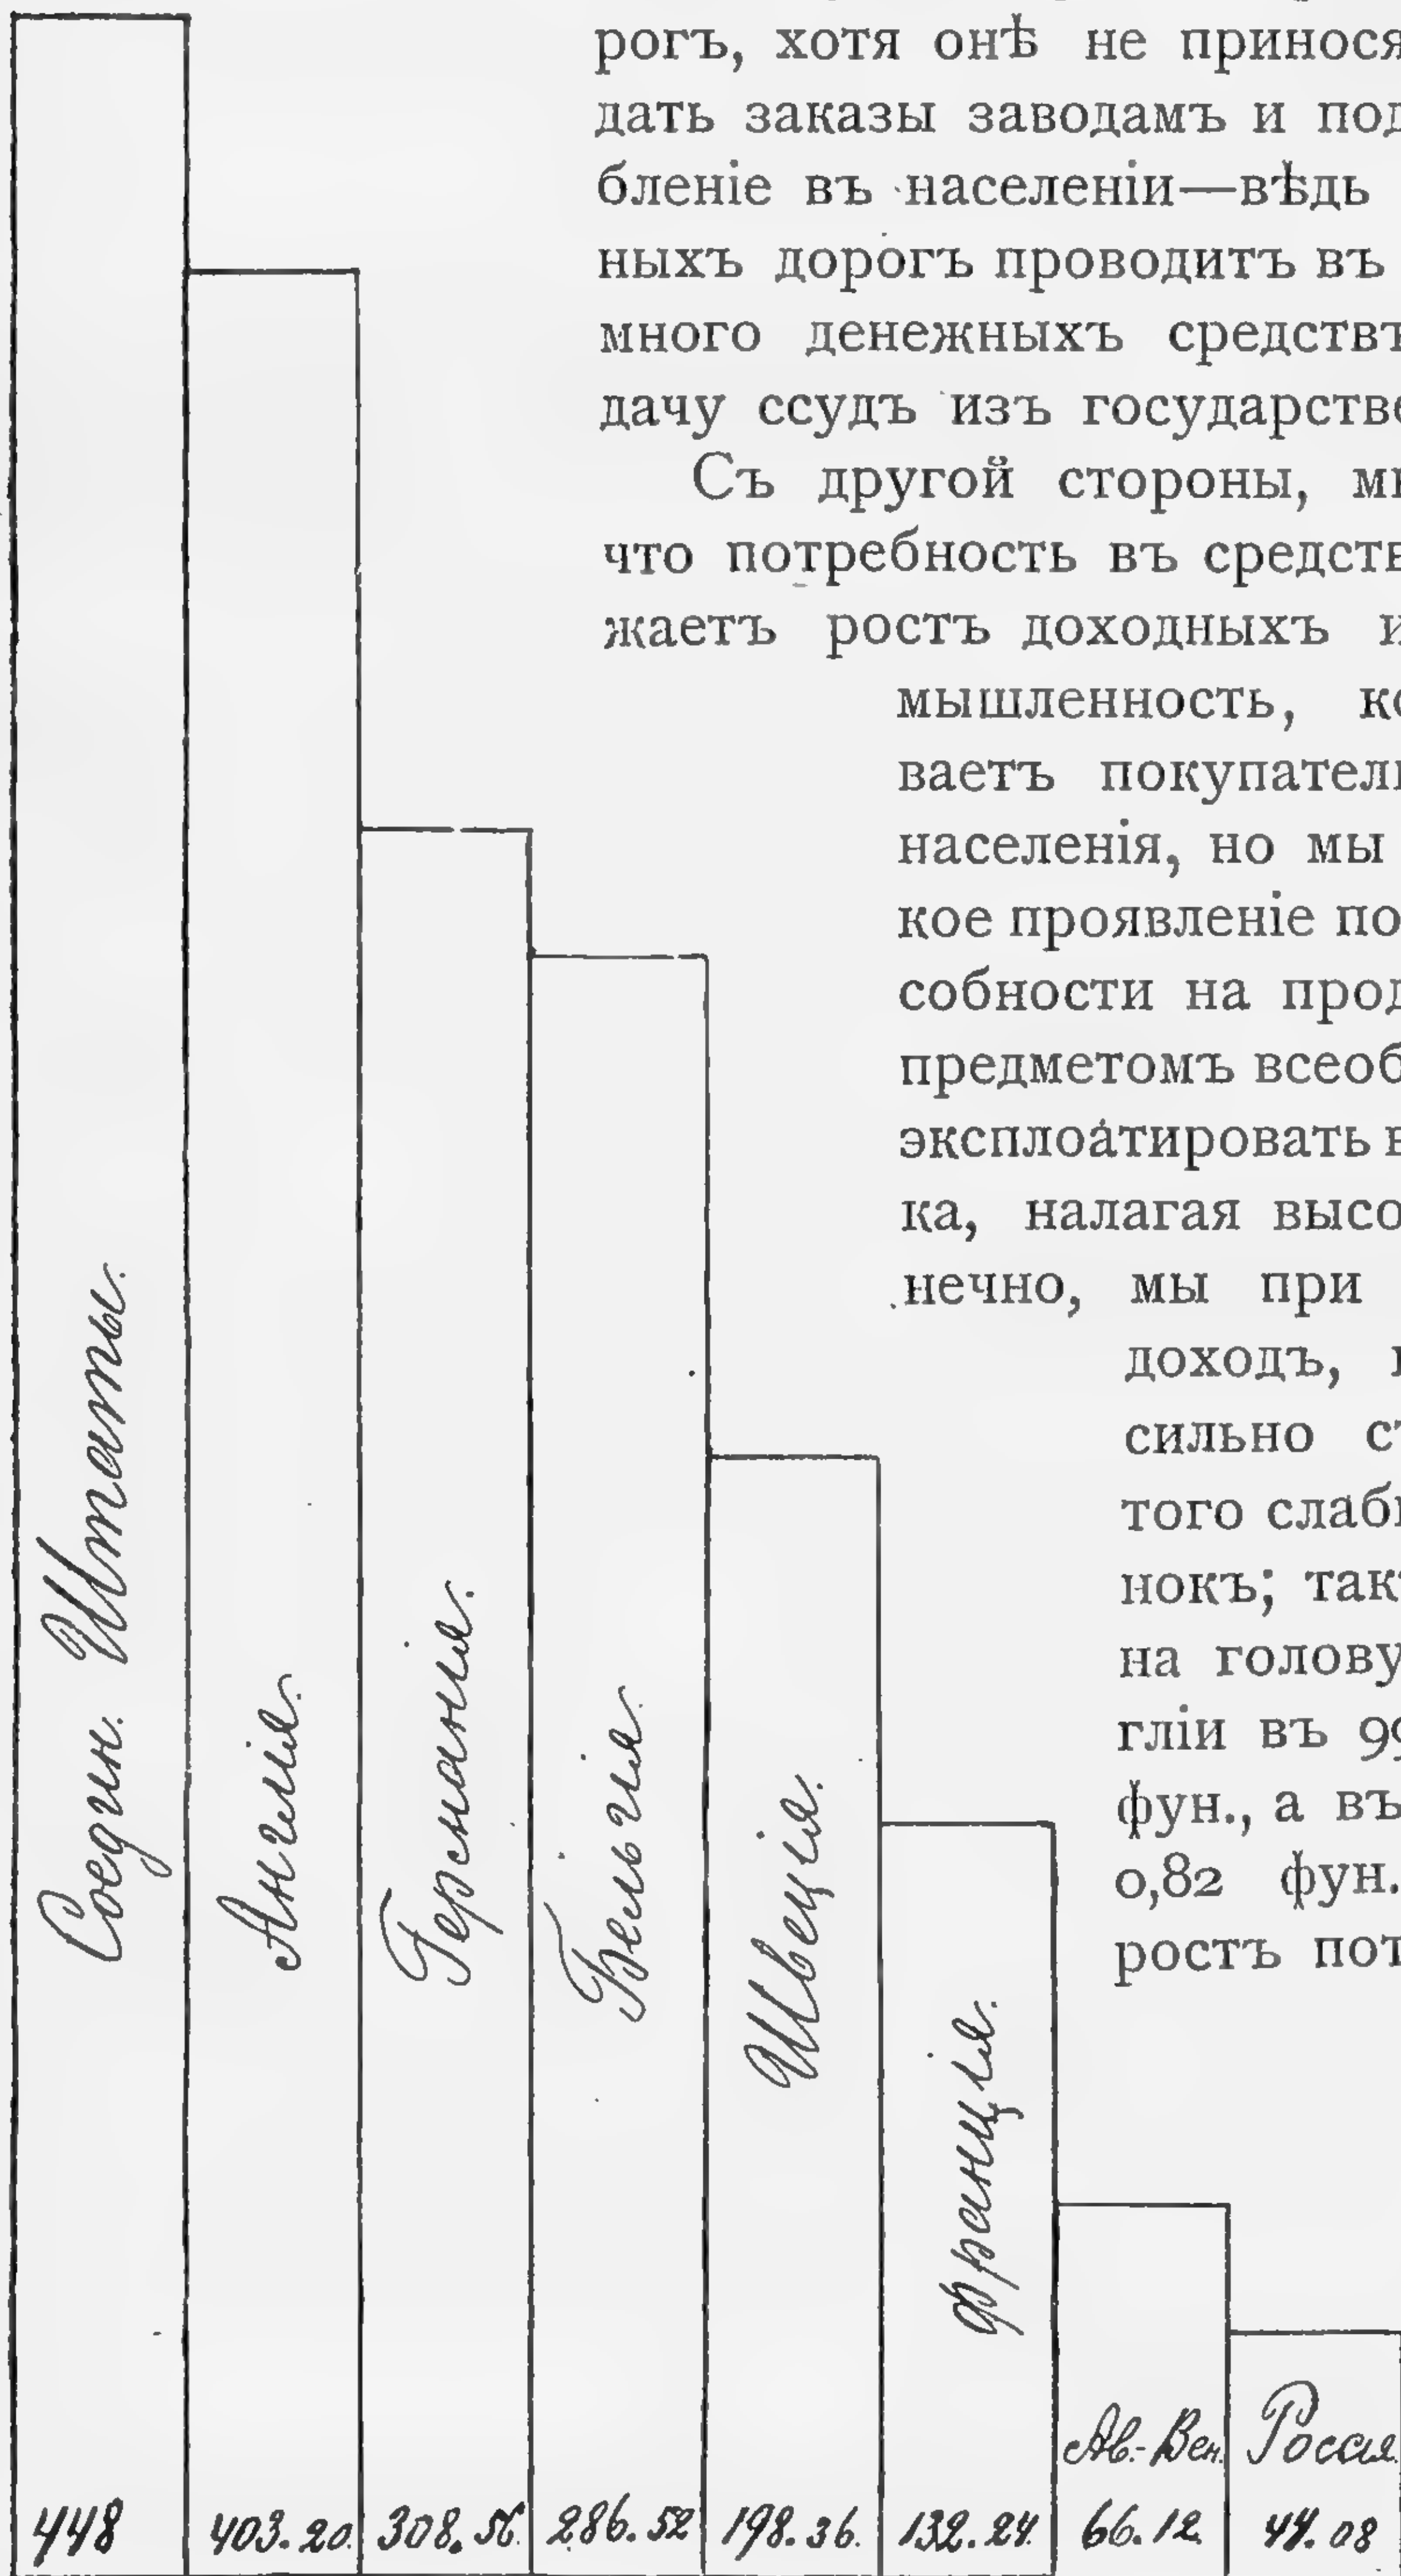 рогъ, хотя онѣ не принося
дать заказы заводамъ и под
бленіе въ населеніи—вѣдь
ныхъ дорогъ проводитъ въ
много денежныхъ средствъ
дачу ссудъ изъ государстве
Съ другой стороны, мн
что потребность въ средств
жаетъ ростъ доходныхъ и
мышленность, ко
ваетъ покупатель
населенія, но мы
кое проявленіе по
собности на прод
предметомъ всеоб
эксплоатировать в
ка, налагая высо
нечно, мы при
доходъ,
сильно ст
того слабы
нокъ; такъ
на голову
гліи въ 99
фун., а въ
0,82 фун.
ростъ пот
Соедин. Штаты.
Англія.
Германія.
Бельгія.
Швеція.
Франція.
Ав.-Вен.
Россия.
448
403.20.
308.56.
286.52
198.36.
132.24.
66.12.
44.08